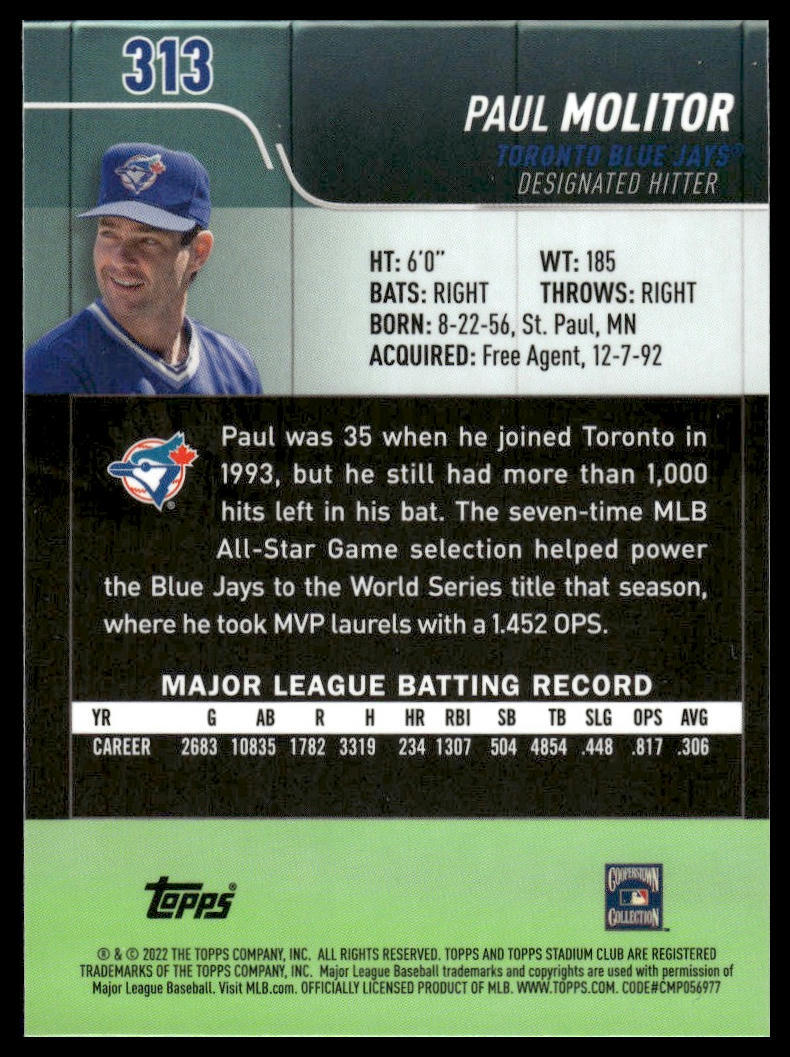 313
PAUL MOLITOR
TORONTO BLUE JAYS®
DESIGNATED HITTER
HT: 6'0" WT: 185
BATS: RIGHT THROWS: RIGHT
BORN: 8-22-56, St. Paul, MN
ACQUIRED: Free Agent, 12-7-92
Paul was 35 when he joined Toronto in
1993, but he still had more than 1,000
hits left in his bat. The seven-time MLB
All-Star Game selection helped power
the Blue Jays to the World Series title that season,
where he took MVP laurels with a 1.452 OPS.
MAJOR LEAGUE BATTING RECORD
YR G AB R H HR RBI SB TB SLG OPS AVG
CAREER 2683 10835 1782 3319 234 1307 504 4854 .448 .817 .306
Topps®
COOPERSTOWN
COLLECTION™
® & © 2022 THE TOPPS COMPANY, INC. ALL RIGHTS RESERVED. TOPPS AND TOPPS STADIUM CLUB ARE REGISTERED
TRADEMARKS OF THE TOPPS COMPANY, INC. Major League Baseball trademarks and copyrights are used with permission of
Major League Baseball. Visit MLB.com. OFFICIALLY LICENSED PRODUCT OF MLB. WWW.TOPPS.COM. CODE#CMP056977